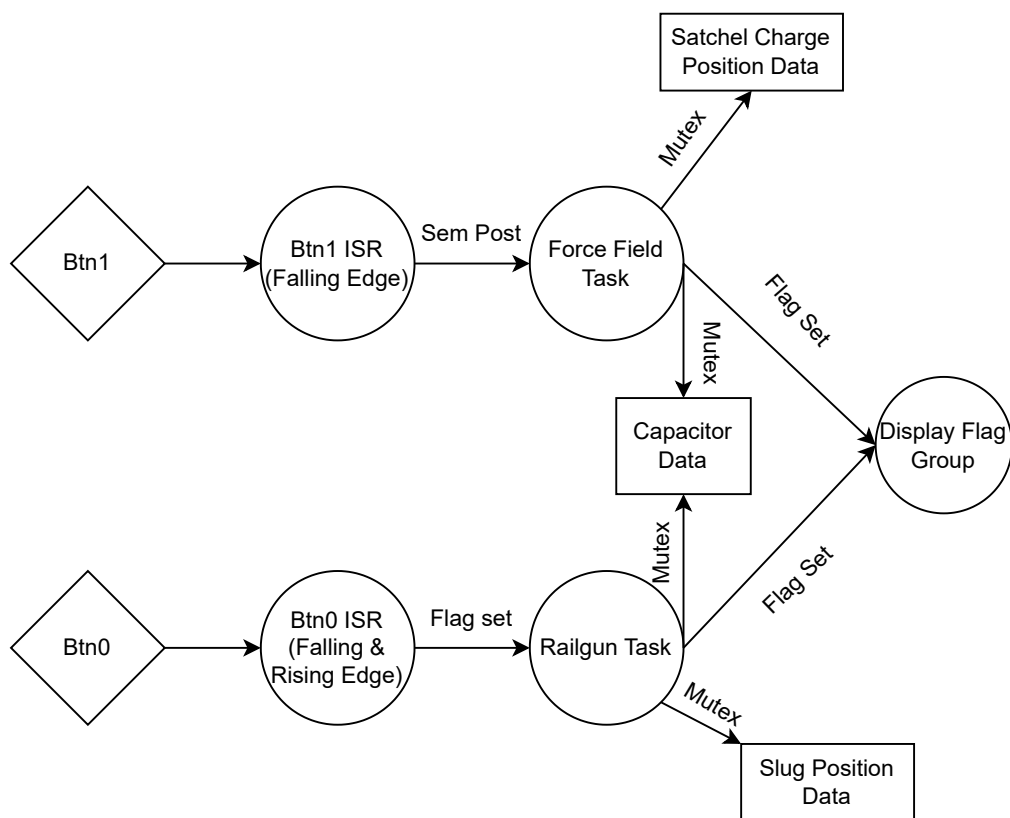 Satchel Charge
Position Data
Mutex
Btn1
Btn1 ISR
(Falling Edge)
Sem Post
Force Field
Task
Flag Set
Mutex
Capacitor
Data
Display Flag
Group
Mutex
Flag Set
Btn0
Btn0 ISR
(Falling &
Rising Edge)
Flag set
Railgun Task
Mutex
Slug Position
Data